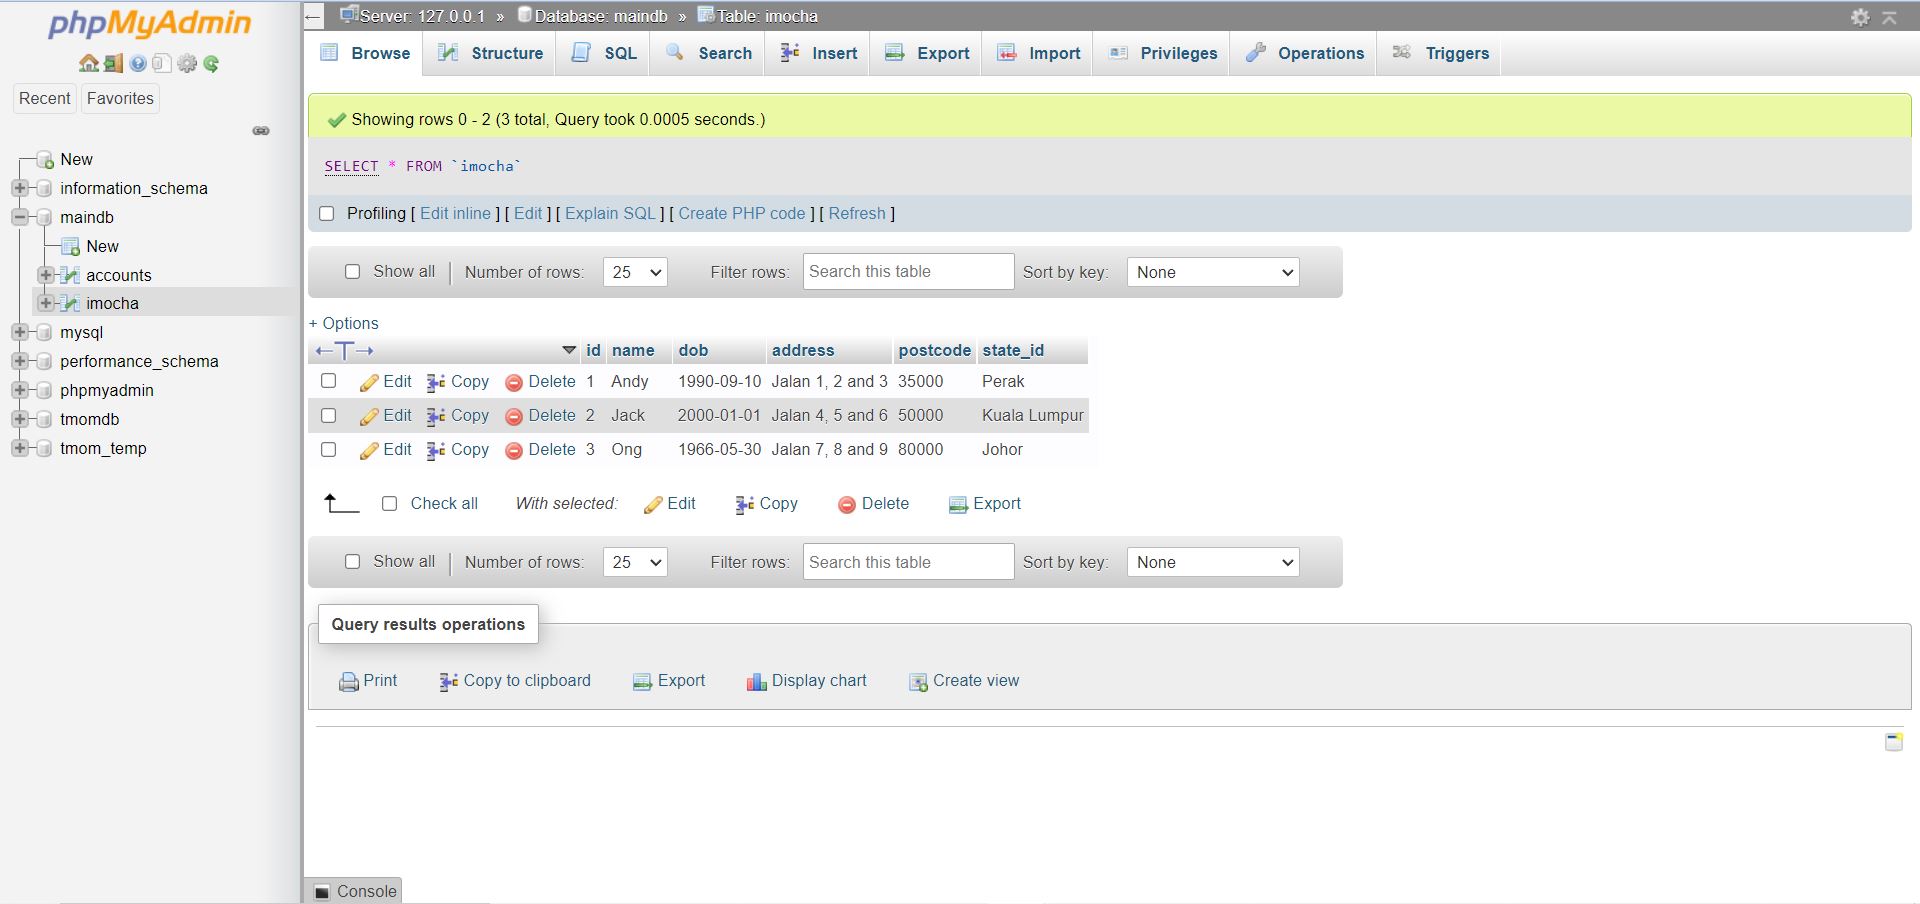 phpMyAdmin
Recent Favorites
New
information_schema
maindb
New
accounts
imocha
mysql
performance_schema
phpmyadmin
tmomdb
tmom_temp
Server: 127.0.0.1 » Database: maindb » Table: imocha
Browse Structure SQL Search Insert Export Import Privileges Operations Triggers
Showing rows 0 - 2 (3 total, Query took 0.0005 seconds.)
SELECT * FROM `imocha`
Profiling [ Edit inline ] [ Edit ] [ Explain SQL ] [ Create PHP code ] [ Refresh ]
Show all | Number of rows: 25 Filter rows: Search this table Sort by key: None
+ Options
←T→ id name dob address postcode state_id
Edit Copy Delete 1 Andy 1990-09-10 Jalan 1, 2 and 3 35000 Perak
Edit Copy Delete 2 Jack 2000-01-01 Jalan 4, 5 and 6 50000 Kuala Lumpur
Edit Copy Delete 3 Ong 1966-05-30 Jalan 7, 8 and 9 80000 Johor
Check all With selected: Edit Copy Delete Export
Show all | Number of rows: 25 Filter rows: Search this table Sort by key: None
Query results operations
Print Copy to clipboard Export Display chart Create view
Console